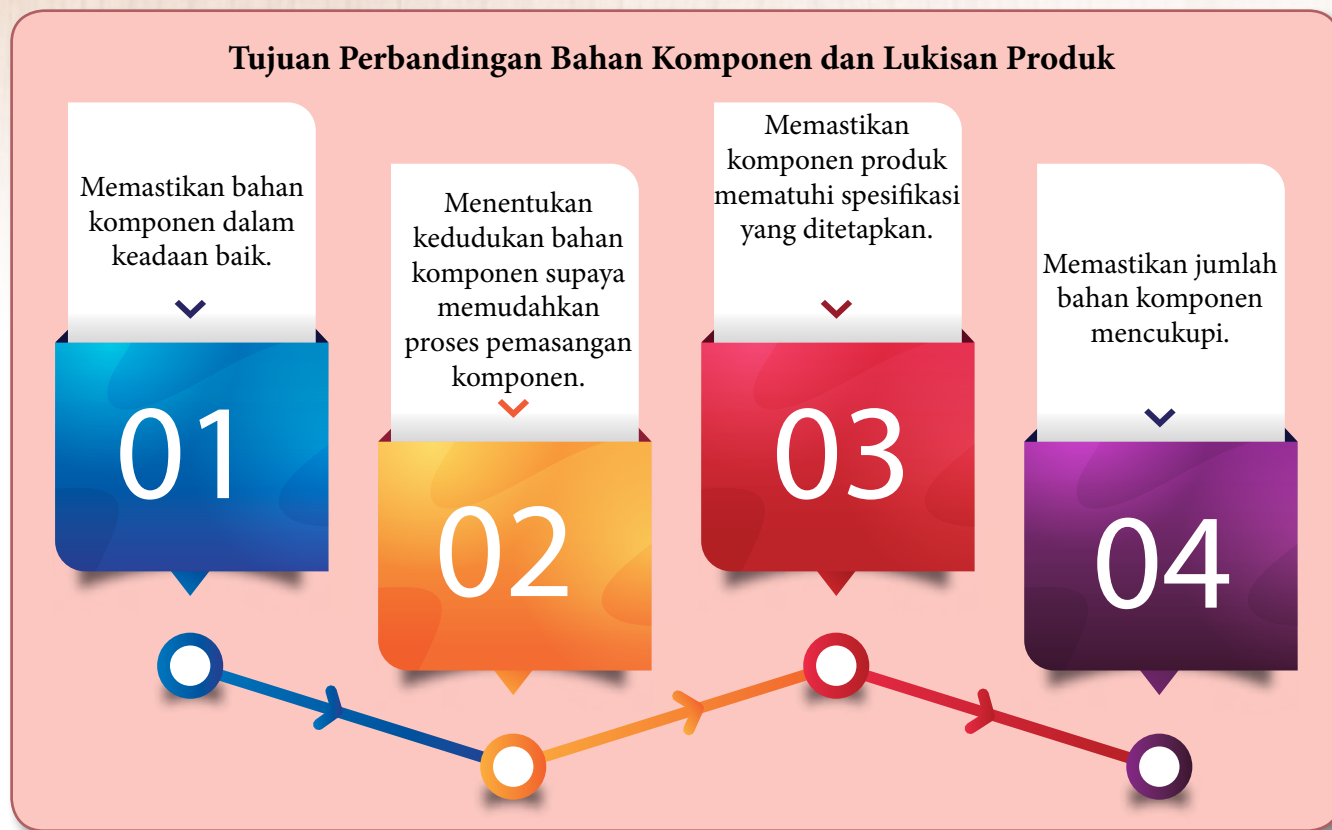 Tujuan Perbandingan Bahan Komponen dan Lukisan Produk
Memastikan bahan
komponen dalam
keadaan baik.
01
Menentukan
kedudukan bahan
komponen supaya
memudahkan
proses pemasangan
komponen.
02
Memastikan
komponen produk
mematuhi spesifikasi
yang ditetapkan.
03
Memastikan jumlah
bahan komponen
mencukupi.
04